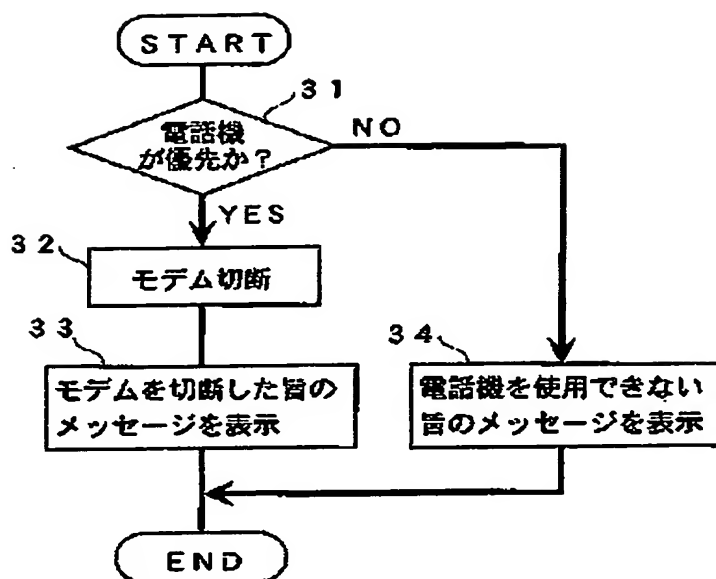 START
31
電話機
が優先か?
NO
YES
32
モデム切断
33
モデムを切断した旨の
メッセージを表示
34
電話機を使用できない
旨のメッセージを表示
END